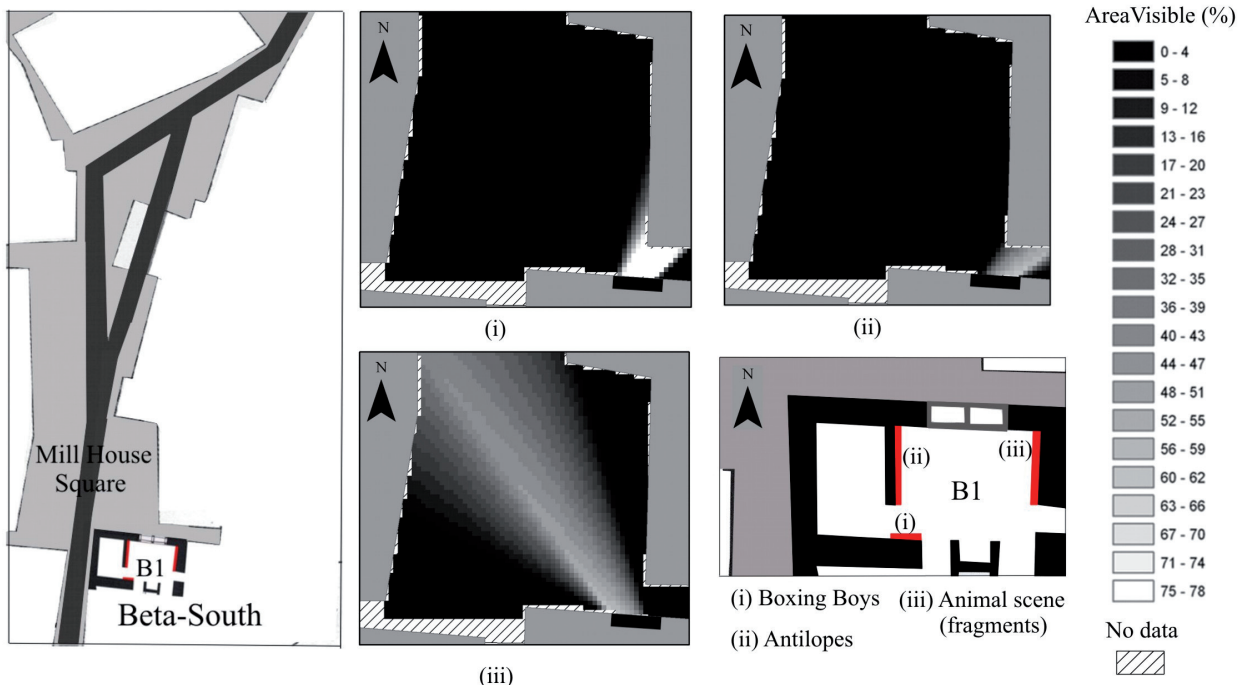 Mill House
Square
B1
Beta-South
N
(i)
N
(ii)
N
(iii)
N
(ii)
(iii)
B1
(i)
(i) Boxing Boys
(iii) Animal scene
(fragments)
(ii) Antilopes
AreaVisible (%)
0 - 4
5 - 8
9 - 12
13 - 16
17 - 20
21 - 23
24 - 27
28 - 31
32 - 35
36 - 39
40 - 43
44 - 47
48 - 51
52 - 55
56 - 59
60 - 62
63 - 66
67 - 70
71 - 74
75 - 78
No data